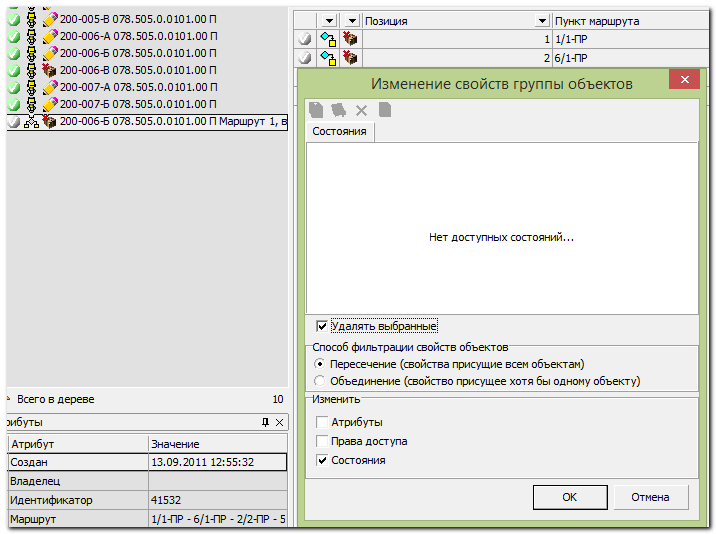 200-005-В 078.505.0.0101.00 П
200-006-А 078.505.0.0101.00 П
200-006-Б 078.505.0.0101.00 П
200-006-В 078.505.0.0101.00 П
200-007-А 078.505.0.0101.00 П
200-007-Б 078.505.0.0101.00 П
200-006-Б 078.505.0.0101.00 П Маршрут 1, в
Всего в дереве 10
рибуты
Атрибут Значение
Создан 13.09.2011 12:55:32
Владелец
Идентификатор 41532
Маршрут 1/1-ПР - 6/1-ПР - 2/2-ПР - 5
Позиция Пункт маршрута
1 1/1-ПР
2 6/1-ПР
Изменение свойств группы объектов
Состояния
Нет доступных состояний...
Удалять выбранные
Способ фильтрации свойств объектов
Пересечение (свойства присущие всем объектам)
Объединение (свойство присущее хотя бы одному объекту)
Изменить
Атрибуты
Права доступа
Состояния
OK Отмена